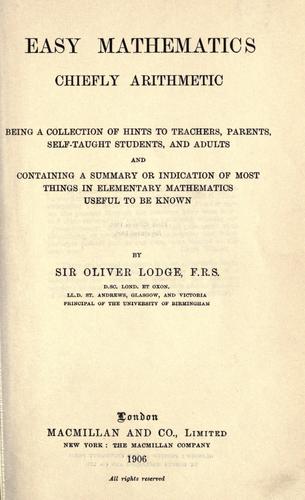 EASY MATHEMATICS
CHIEFLY ARITHMETIC
BEING A COLLECTION OF HINTS TO TEACHERS, PARENTS,
SELF-TAUGHT STUDENTS, AND ADULTS
AND
CONTAINING A SUMMARY OR INDICATION OF MOST
THINGS IN ELEMENTARY MATHEMATICS
USEFUL TO BE KNOWN
BY
SIR OLIVER LODGE, F.R.S.
D.SC. LOND. ET OXON.
LL.D. ST. ANDREWS, GLASGOW, AND VICTORIA
PRINCIPAL OF THE UNIVERSITY OF BIRMINGHAM
London
MACMILLAN AND CO., LIMITED
NEW YORK: THE MACMILLAN COMPANY
1906
All rights reserved